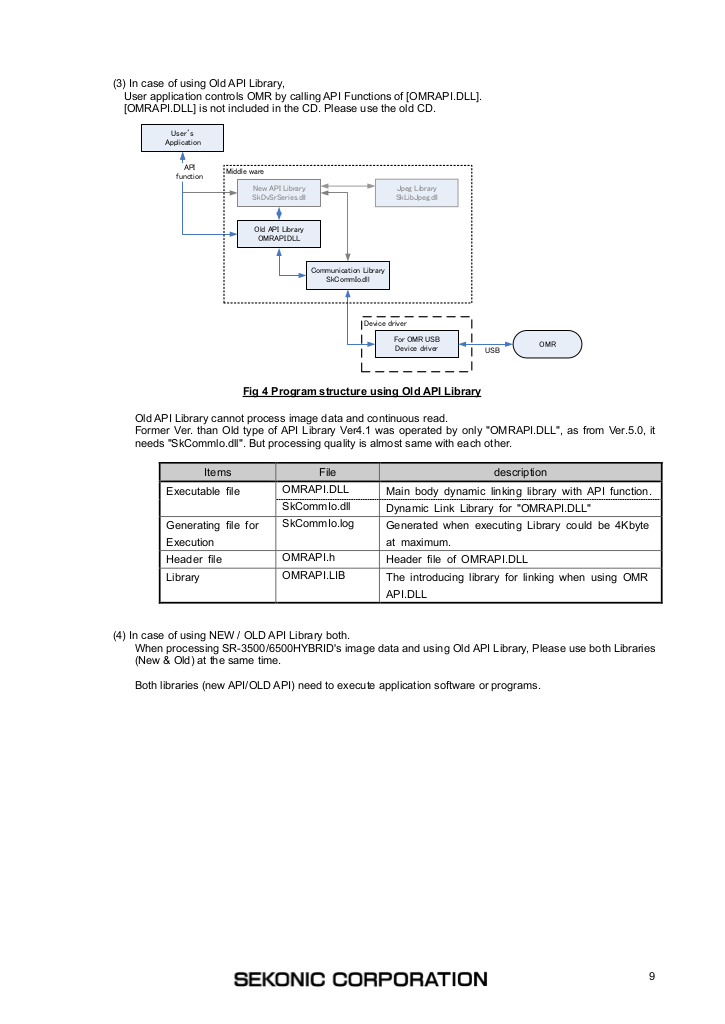 (3) In case of using Old API Library,
User application controls OMR by calling API Functions of [OMRAPI.DLL].
[OMRAPI.DLL] is not included in the CD. Please use the old CD.
User's
Application
API
function
Middle ware
New API Library
SkDvSrSeries.dll
Jpeg Library
SkLibJpeg.dll
Old API Library
OMRAPI.DLL
Communication Library
SkCommIo.dll
Device driver
For OMR USB
Device driver
USB
OMR
Fig 4 Program structure using Old API Library
Old API Library cannot process image data and continuous read.
Former Ver. than Old type of API Library Ver4.1 was operated by only "OMRAPI.DLL", as from Ver.5.0, it
needs "SkCommIo.dll". But processing quality is almost same with each other.
Items File description
Executable file OMRAPI.DLL Main body dynamic linking library with API function.
SkCommIo.dll Dynamic Link Library for "OMRAPI.DLL"
Generating file for SkCommIo.log Generated when executing Library could be 4Kbyte
Execution at maximum.
Header file OMRAPI.h Header file of OMRAPI.DLL
Library OMRAPI.LIB The introducing library for linking when using OMR
API.DLL
(4) In case of using NEW / OLD API Library both.
When processing SR-3500/6500HYBRID's image data and using Old API Library, Please use both Libraries
(New & Old) at the same time.
Both libraries (new API/OLD API) need to execute application software or programs.
SEKONIC CORPORATION
9